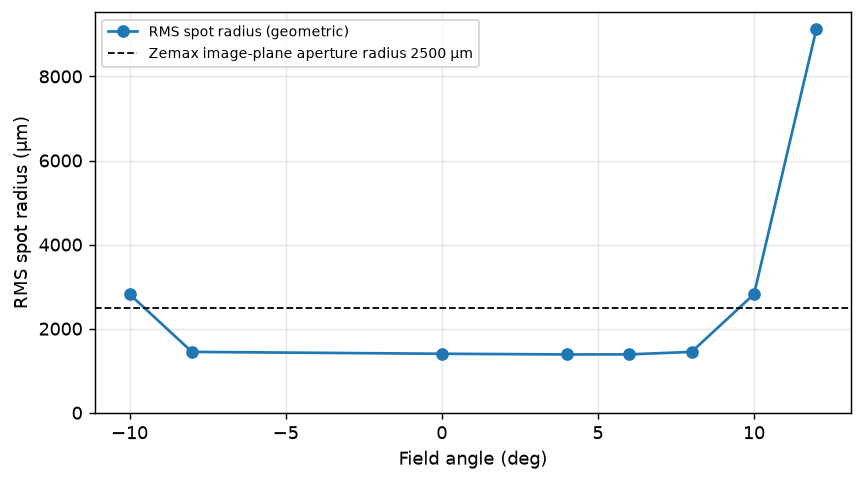 RMS spot radius (geometric)
Zemax image-plane aperture radius 2500 µm
RMS spot radius (µm)
8000
6000
4000
2000
0
−10
−5
0
5
10
Field angle (deg)